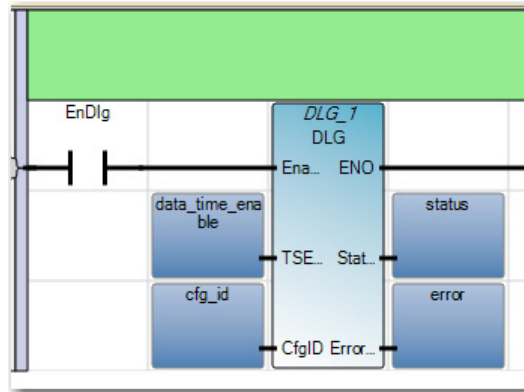 EnDlg
DLG_1
DLG
Ena... ENO
data_time_ena
ble
status
TSE... Stat...
cfg_id
error
CfgID Error...